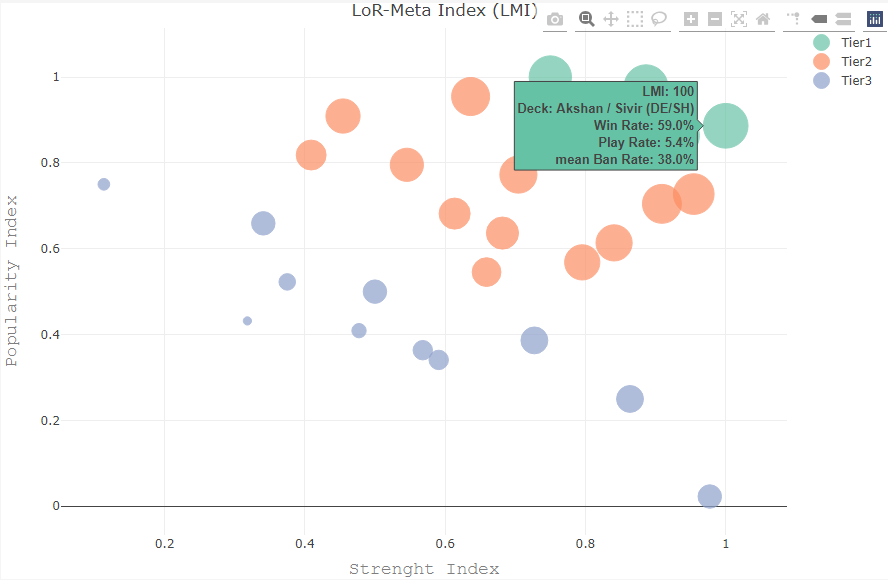 LoR-Meta Index (LMI)
Tier1
Tier2
Tier3
1
0.8
0.6
0.4
0.2
0
Popularity Index
LMI: 100
Deck: Akshan / Sivir (DE/SH)
Win Rate: 59.0%
Play Rate: 5.4%
mean Ban Rate: 38.0%
0.2
0.4
0.6
0.8
1
Strenght Index